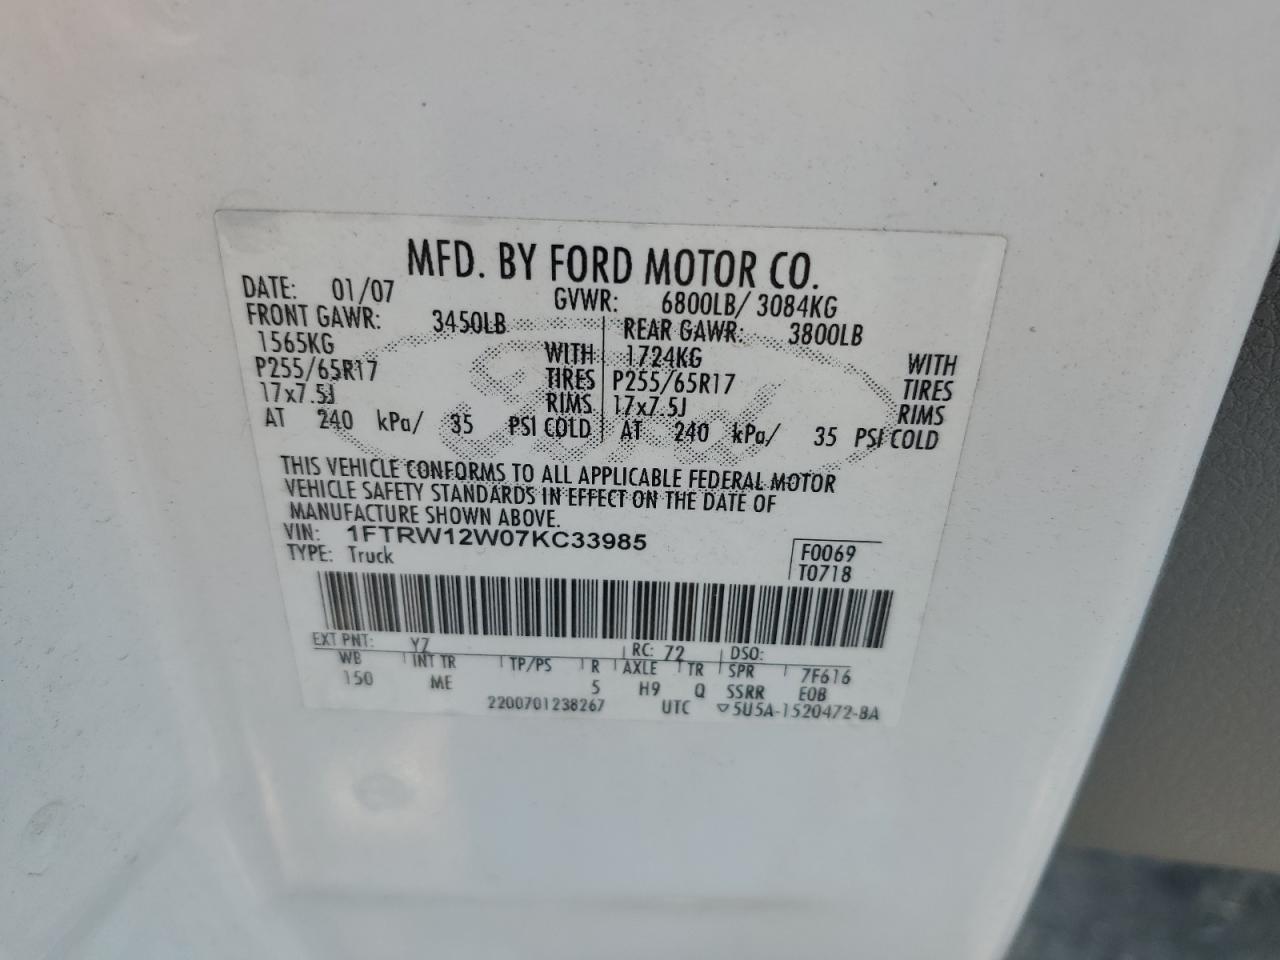 MFD. BY FORD MOTOR CO.
DATE: 01/07 GVWR: 6800LB/ 3084KG
FRONT GAWR: 3450LB REAR GAWR: 3800LB
1565KG WITH 1724KG WITH
P255/65R17 TIRES P255/65R17 TIRES
17x7.5J RIMS 17x7.5J RIMS
AT 240 kPa/ 35 PSI COLD AT 240 kPa/ 35 PSI COLD
THIS VEHICLE CONFORMS TO ALL APPLICABLE FEDERAL MOTOR
VEHICLE SAFETY STANDARDS IN EFFECT ON THE DATE OF
MANUFACTURE SHOWN ABOVE.
VIN: 1FTRW12W07KC33985
TYPE: Truck
F0069
T0718
EXT PNT: YZ RC: 72 DSO:
WB INT TR TP/PS R AXLE TR SPR 7F616
150 ME 5 H9 Q SSRR E0B
2200701238267 UTC ▽5U5A-1520472-BA